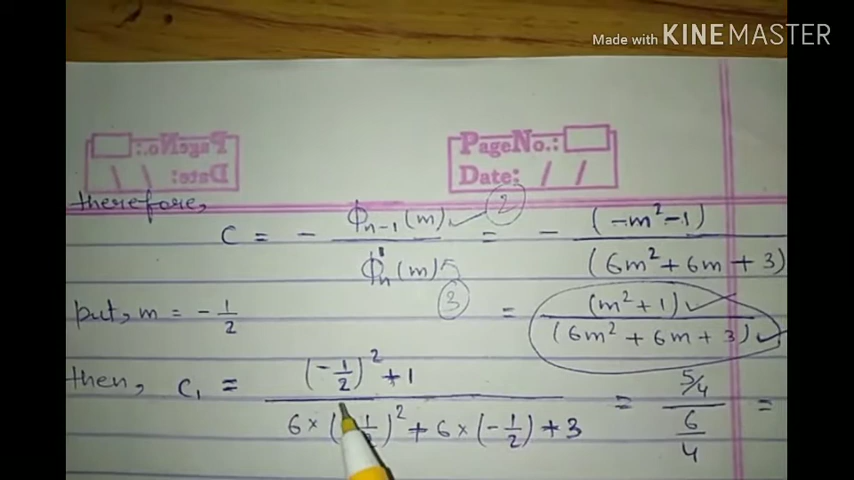 Made with KINEMASTER
PageNo.:
Date: / /
therefore,
c = - ϕₙ₋₁(m) / ϕ'ₙ(m) = - (-m² - 1) / (6m² + 6m + 3)
2
3
put, m = -1/2
= (m² + 1) / (6m² + 6m + 3)
then, c₁ = ((-1/2)² + 1) / (6 × ( 1/2)² + 6 × (-1/2) + 3) = (5/4) / (6/4) =